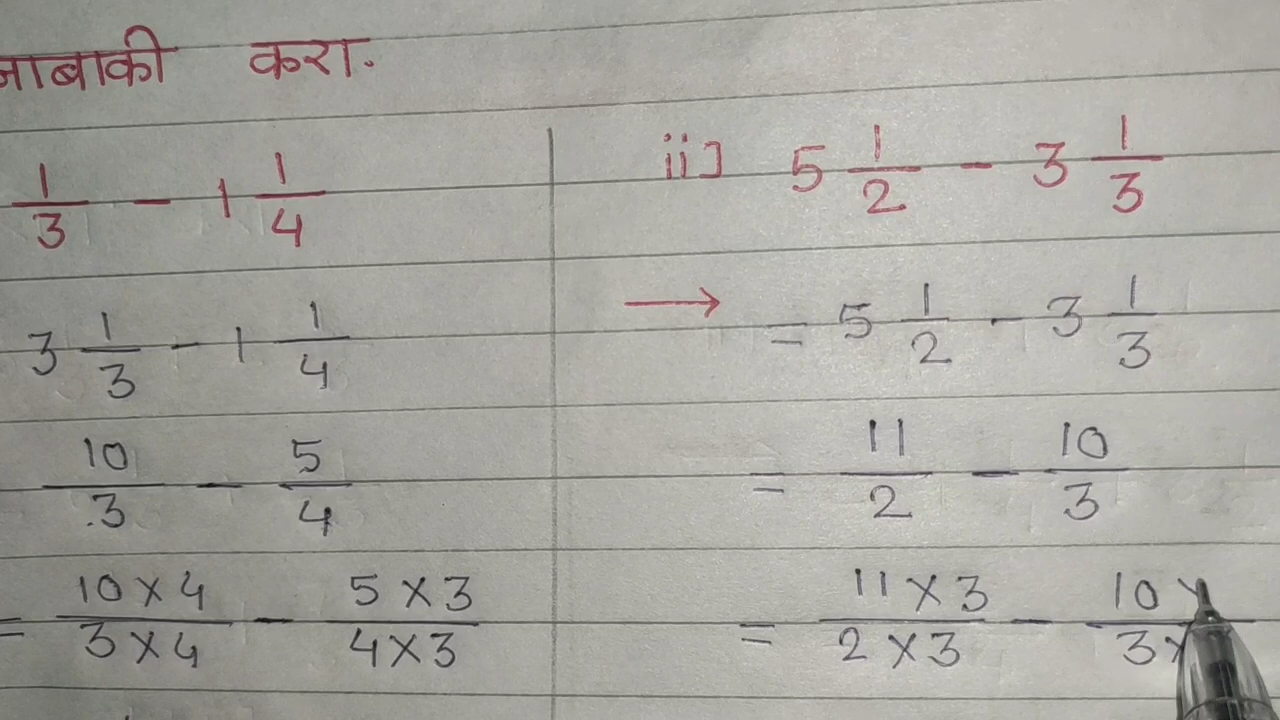 जाबाकी करा.
1/3 - 1 1/4
3 1/3 - 1 1/4
10/3 - 5/4
= 10 × 4/3 × 4 - 5 × 3/4 × 3
ii] 5 1/2 - 3 1/3
→ = 5 1/2 - 3 1/3
= 11/2 - 10/3
= 11 × 3/2 × 3 - 10 ×/3 ×